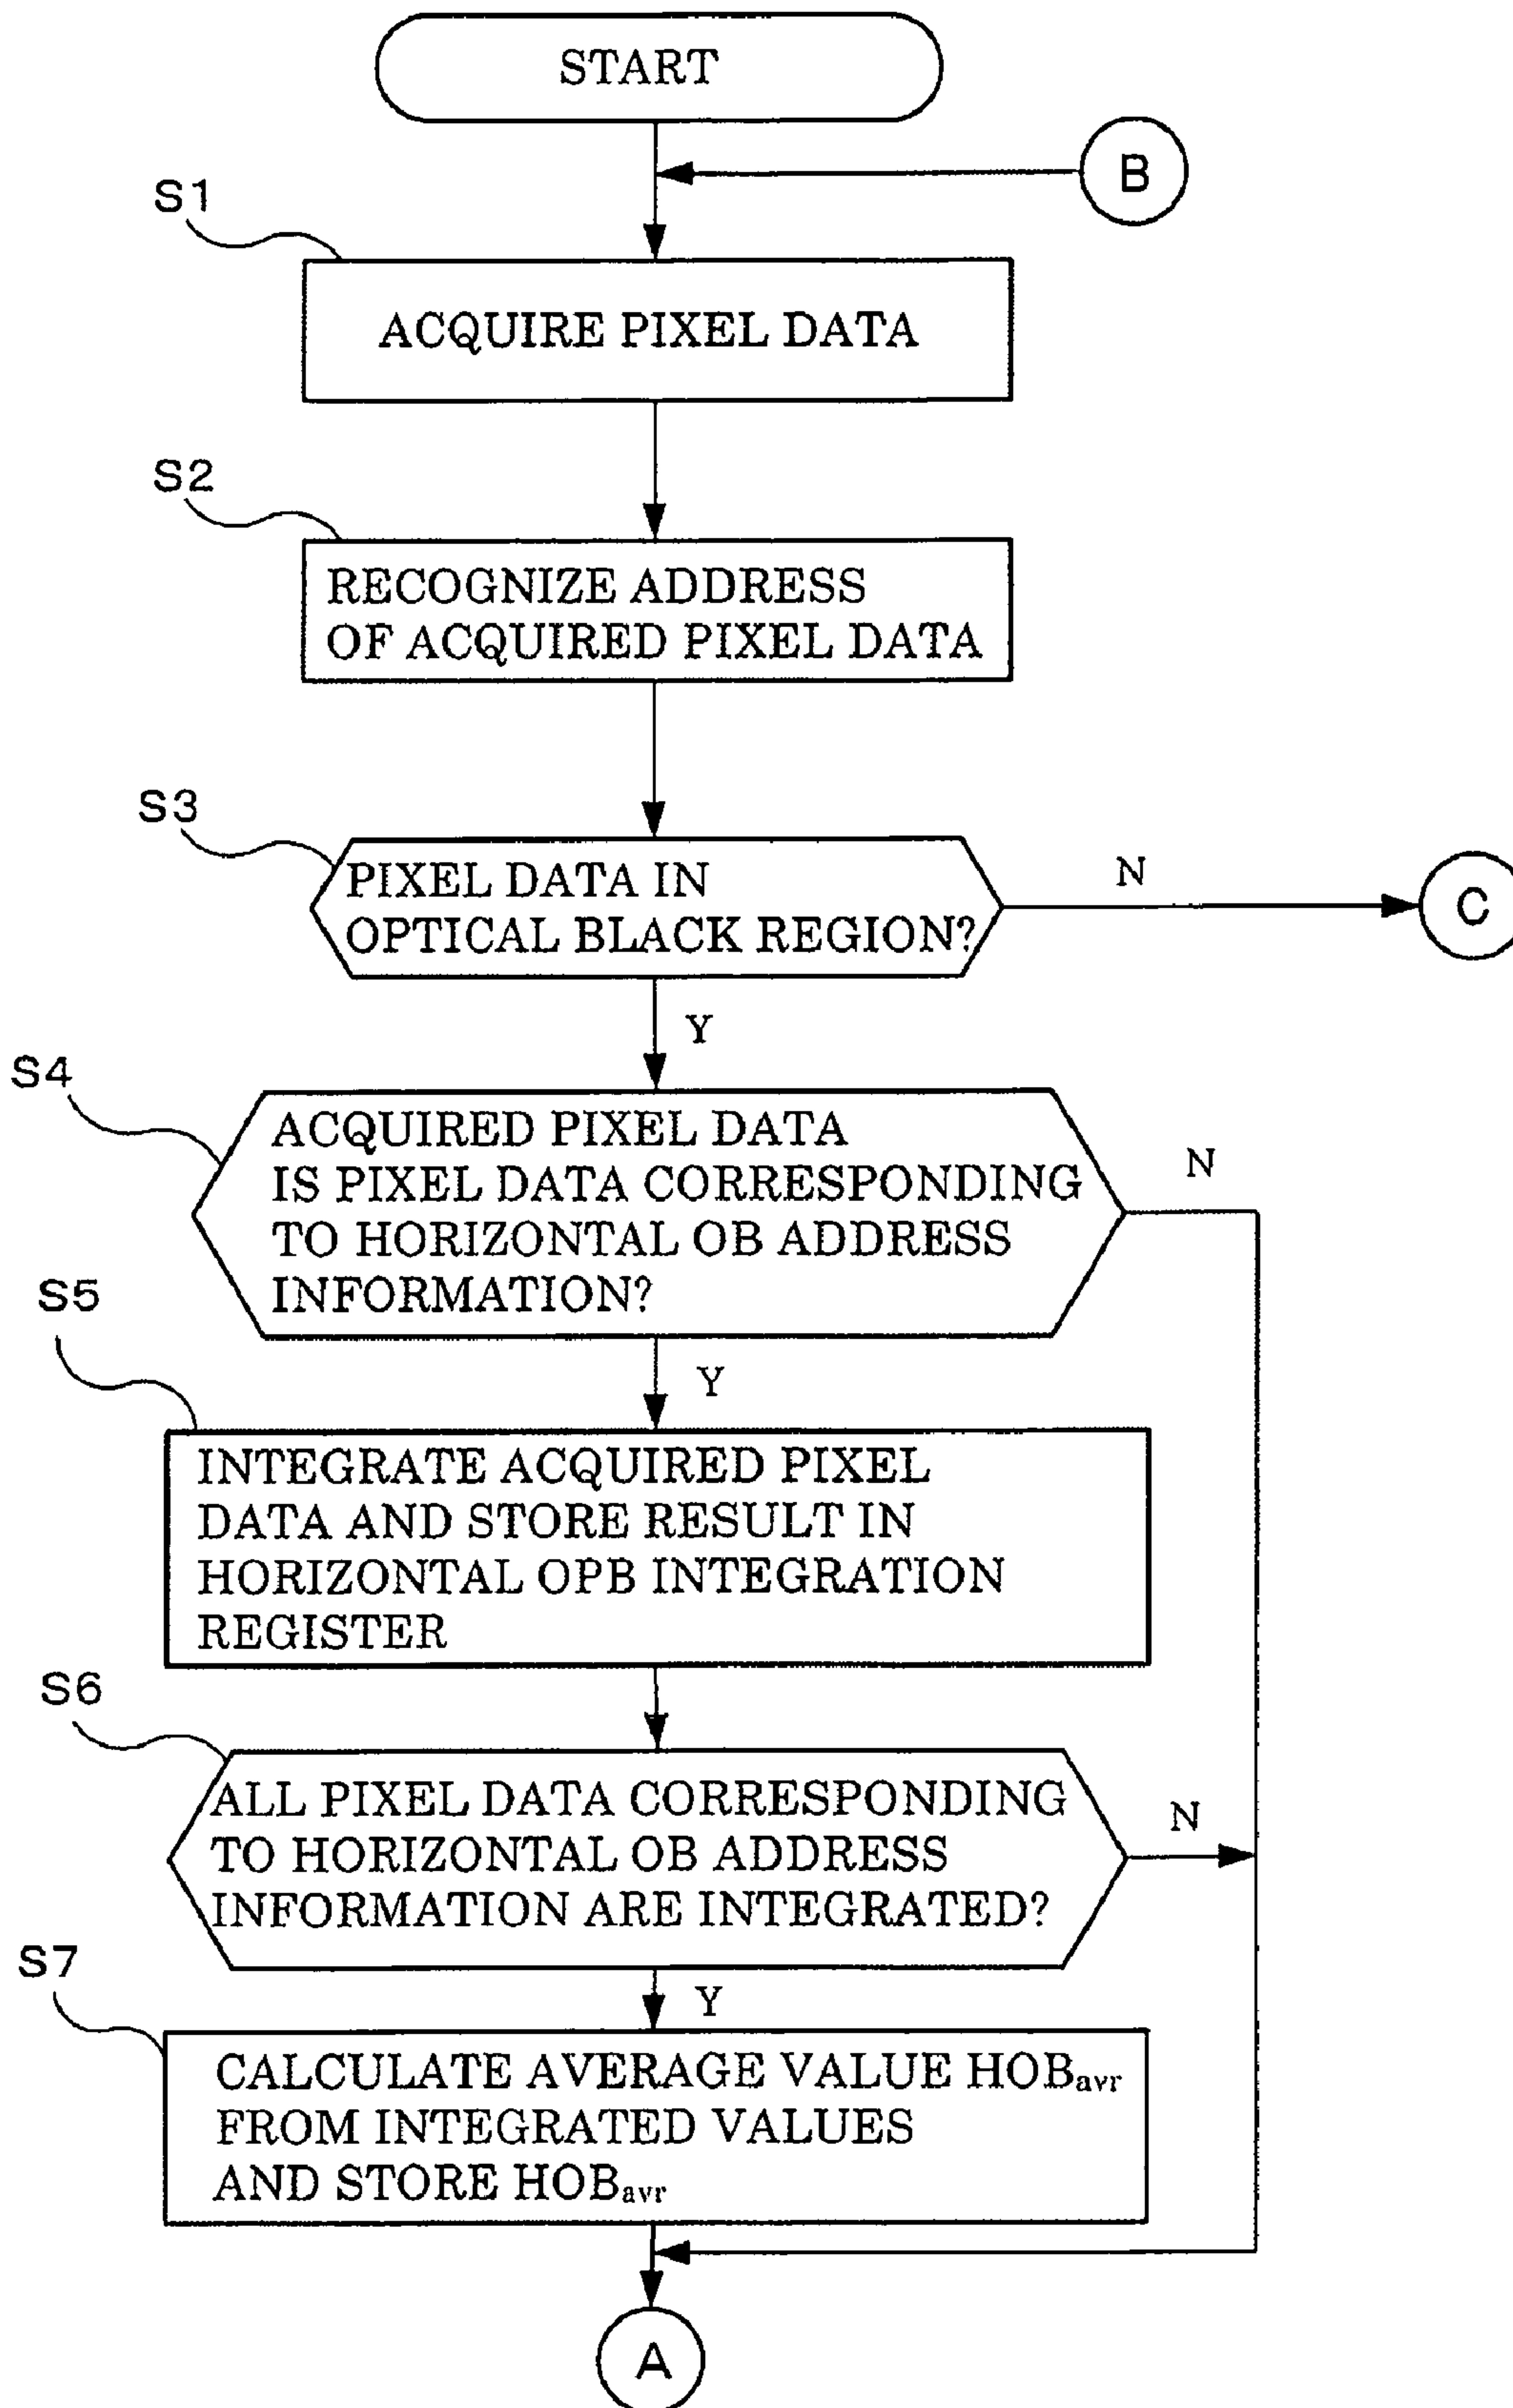 START
B
S1
ACQUIRE PIXEL DATA
S2
RECOGNIZE ADDRESS
OF ACQUIRED PIXEL DATA
S3
PIXEL DATA IN
OPTICAL BLACK REGION?
N
C
Y
S4
ACQUIRED PIXEL DATA
IS PIXEL DATA CORRESPONDING
TO HORIZONTAL OB ADDRESS
INFORMATION?
N
Y
S5
INTEGRATE ACQUIRED PIXEL
DATA AND STORE RESULT IN
HORIZONTAL OPB INTEGRATION
REGISTER
S6
ALL PIXEL DATA CORRESPONDING
TO HORIZONTAL OB ADDRESS
INFORMATION ARE INTEGRATED?
N
Y
S7
CALCULATE AVERAGE VALUE HOBavr
FROM INTEGRATED VALUES
AND STORE HOBavr
A